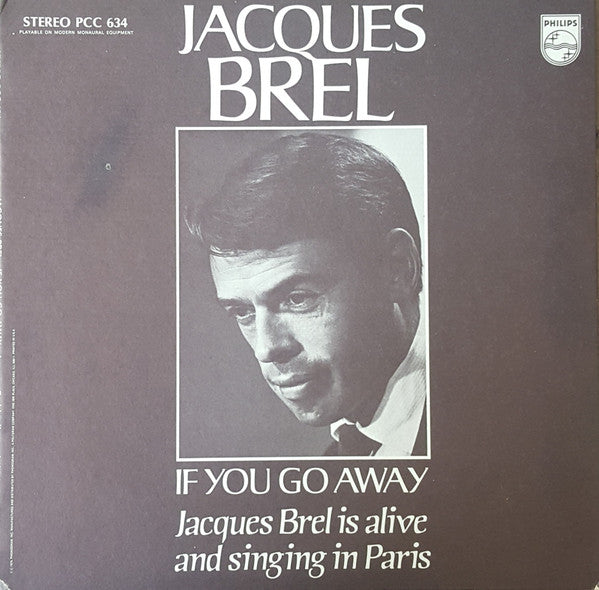 STEREO PCC 634
PLAYABLE ON MODERN MONAURAL EQUIPMENT
PHILIPS
JACQUES
BREL
IF YOU GO AWAY
Jacques Brel is alive
and singing in Paris